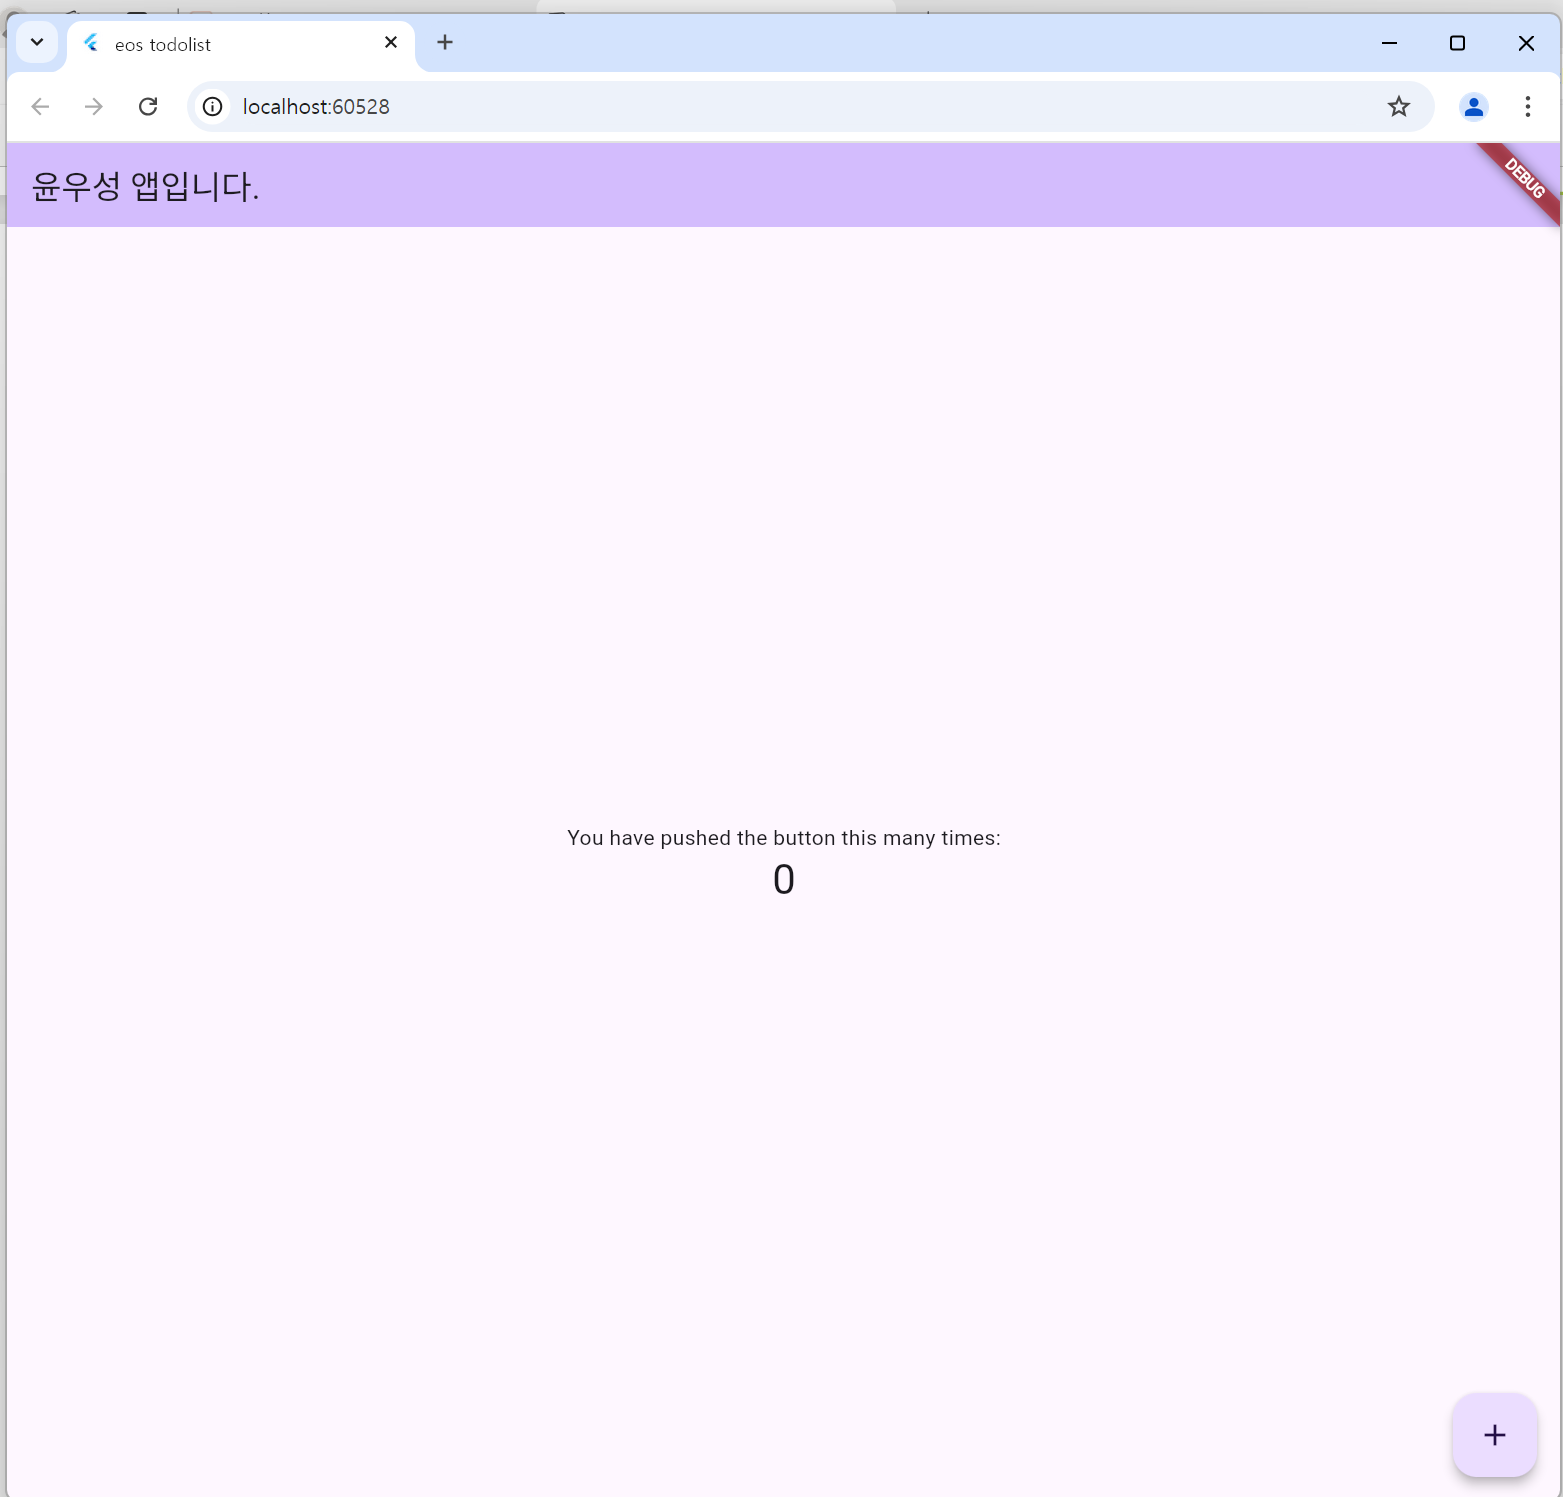 eos todolist
localhost:60528
윤우성 앱입니다.
DEBUG
You have pushed the button this many times:
0